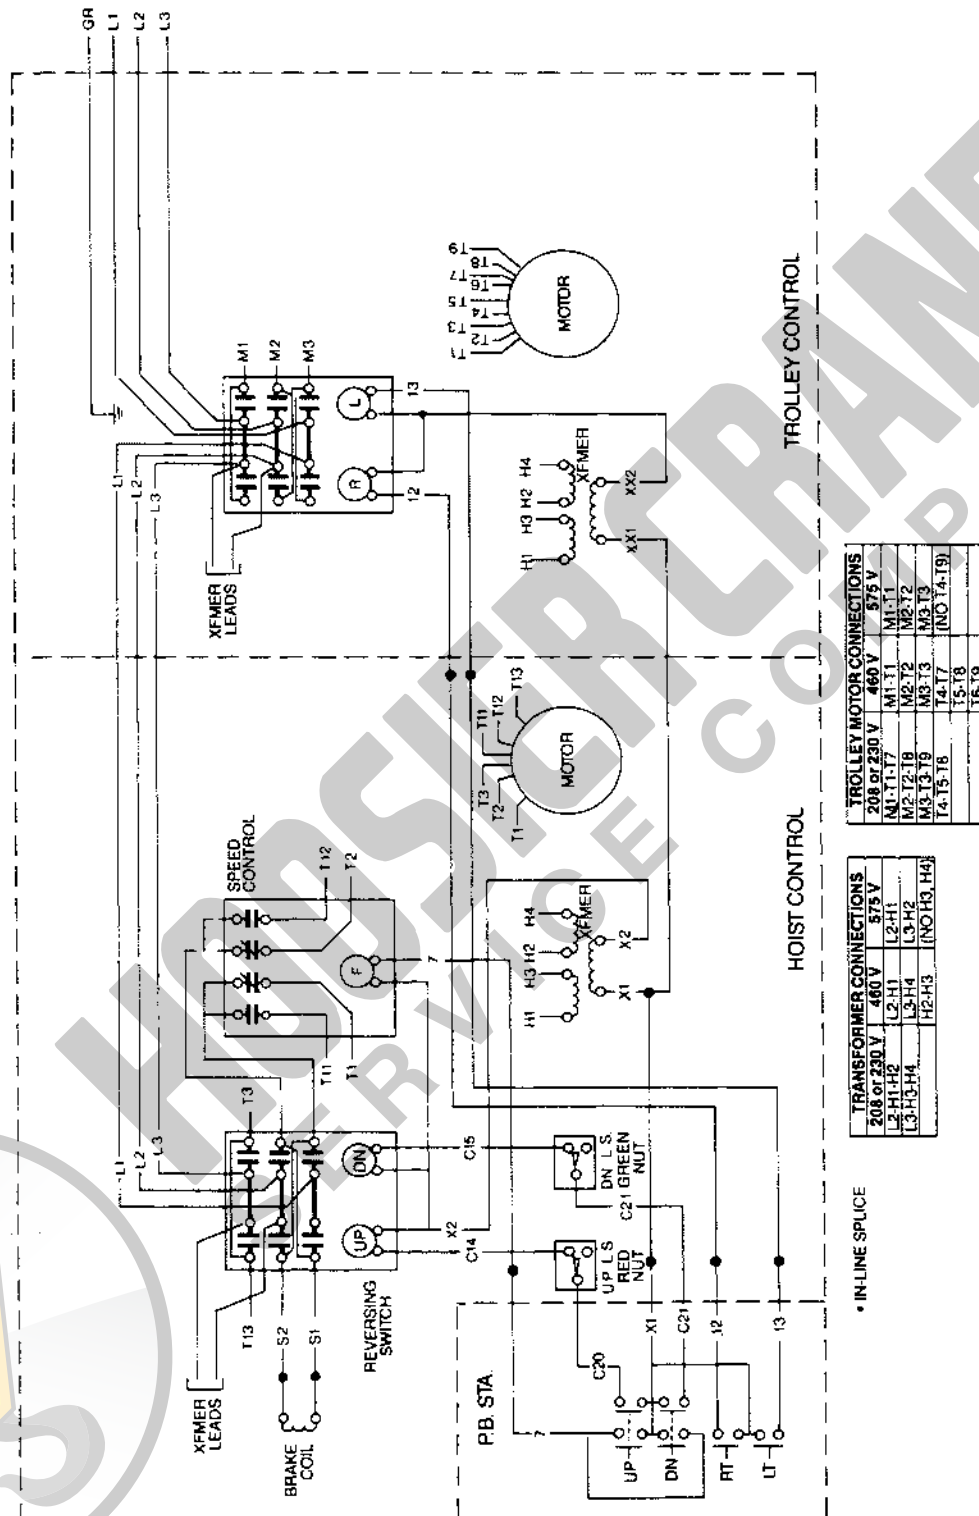 GR
L1
L2
L3
M1
M2
M3
L
R
13
12
L1
L2
L3
XFMER
LEADS
T1
T2
T3
T4
T5
T6
T7
T8
T9
MOTOR
TROLLEY CONTROL
H1
H3
H2
H4
XFMER
XX1
XX2
SPEED
CONTROL
T12
T2
T11
T1
F
7
T1
T2
T3
T11
T12
T13
MOTOR
HOIST CONTROL
H1
H3
H2
H4
XFMER
X1
X2
L1
L2
L3
T3
DN
UP
C15
X2
C14
T13
S2
S1
REVERSING
SWITCH
XFMER
LEADS
BRAKE
COIL
DN L.S.
GREEN
NUT
C21
UP L.S.
RED
NUT
P.B. STA.
C20
X1
C21
12
13
7
UP
DN
RT
LT
• IN-LINE SPLICE
TRANSFORMER CONNECTIONS
208 or 230 V 460 V 575 V
L2-H1-H2 L2-H1 L2-H1
L3-H3-H4 L3-H4 L3-H2
H2-H3 (NO H3, H4)
TROLLEY MOTOR CONNECTIONS
208 or 230 V 460 V 575 V
M1-T1-T7 M1-T1 M1-T1
M2-T2-T8 M2-T2 M2-T2
M3-T3-T9 M3-T3 M3-T3
T4-T5-T6 T4-T7 (NO T4-T9)
T5-T8
T6-T9
HOOSIER CRANE
SERVICE COMP